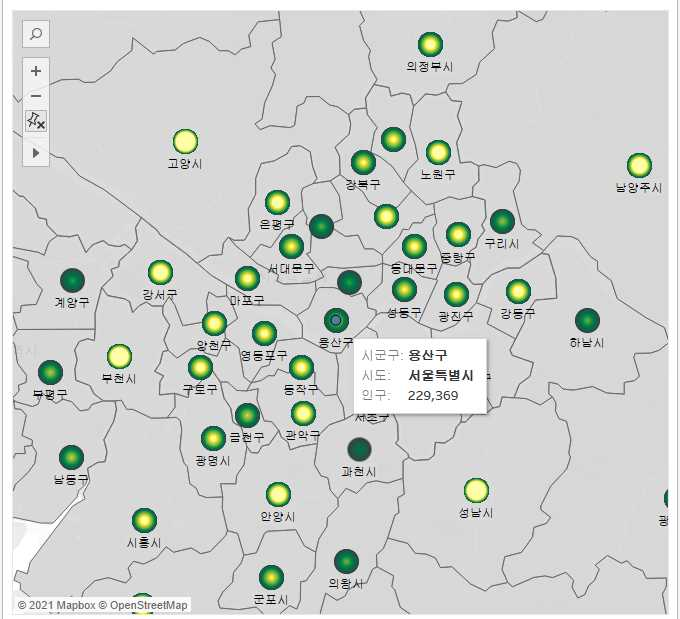 의정부시
고양시
강북구
노원구
남양주시
은평구
서대문구
동대문구
중랑구
구리시
계양구
강서구
마포구
성동구
광진구
강동구
양천구
영등포구
용산구
하남시
시군구: 용산구
시도: 서울특별시
인구: 229,369
부평구
부천시
구로구
동작구
서초구
금천구
관악구
광명시
과천시
남동구
안양시
성남시
시흥시
군포시
의왕시
© 2021 Mapbox © OpenStreetMap